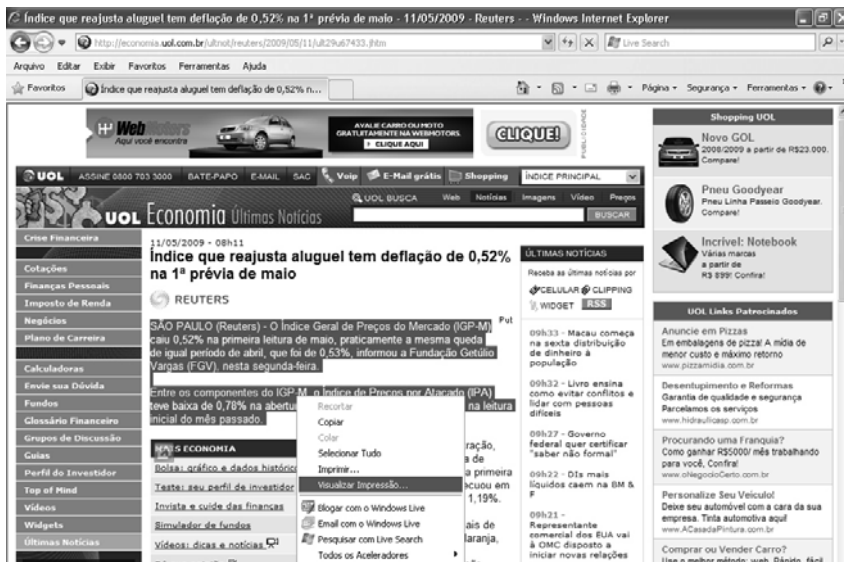 Índice que reajusta aluguel tem deflação de 0,52% na 1ª prévia de maio - 11/05/2009 - Reuters - - Windows Internet Explorer
http://economia.uol.com.br/ultnot/reuters/2009/05/11/ult29u67433.jhtm
Live Search
Arquivo Editar Exibir Favoritos Ferramentas Ajuda
Favoritos
Índice que reajusta aluguel tem deflação de 0,52% n...
Página Segurança Ferramentas
WebMotors
Aqui você encontra
AVALIE CARRO OU MOTO
GRATUITAMENTE NA WEBMOTORS.
CLIQUE AQUI
CLIQUE!
PUBLICIDADE
UOL ASSINE 0800 703 3000 BATE-PAPO E-MAIL SAC Voip E-Mail grátis Shopping ÍNDICE PRINCIPAL
UOL Economia Últimas Notícias
UOL BUSCA Web Notícias Imagens Vídeo Preços
BUSCAR
Crise Financeira
Cotações
Finanças Pessoais
Imposto de Renda
Negócios
Plano de Carreira
Calculadoras
Envie sua Dúvida
Fundos
Glossário Financeiro
Grupos de Discussão
Guias
Perfil do Investidor
Top of Mind
Vídeos
Widgets
Últimas Notícias
11/05/2009 - 08h11
Índice que reajusta aluguel tem deflação de 0,52%
na 1ª prévia de maio
REUTERS
Put
SÃO PAULO (Reuters) - O Índice Geral de Preços do Mercado (IGP-M)
caiu 0,52% na primeira leitura de maio, praticamente a mesma queda
de igual período de abril, que foi de 0,53%, informou a Fundação Getúlio
Vargas (FGV), nesta segunda-feira.
Entre os componentes do IGP-M, o Índice de Preços por Atacado (IPA)
teve baixa de 0,78% na abertu
na leitura
inicial do mês passado.
MAIS ECONOMIA
Bolsa: gráfico e dados históric
Teste: seu perfil de investidor
Invista e cuide das finanças
Simulador de fundos
Vídeos: dicas e notícias
ração,
a de
a primeira
ecuou em
1,19%.
ais de
laranja,
Recortar
Copiar
Colar
Selecionar Tudo
Imprimir...
Visualizar Impressão...
Blogar com o Windows Live
Email com o Windows Live
Pesquisar com Live Search
Todos os Aceleradores
ÚLTIMAS NOTÍCIAS
Receba as últimas notícias por
CELULAR CLIPPING
WIDGET RSS
09h33 - Macau começa
na sexta distribuição
de dinheiro à
população
09h32 - Livro ensina
como evitar conflitos e
lidar com pessoas
difíceis
09h27 - Governo
federal quer certificar
"saber não formal"
09h22 - DIs mais
líquidos caem na BM &
F
09h21 -
Representante
comercial dos EUA vai
à OMC disposto a
iniciar novas relações
Shopping UOL
Novo GOL
2008/2009 a partir de R$23.000.
Compare!
Pneu Goodyear
Pneu Linha Passeio Goodyear.
Compare!
Incrível: Notebook
Várias marcas
a partir de
R$ 899! Confira!
UOL Links Patrocinados
Anuncie em Pizzas
Em embalagens de pizza! A mídia de
menor custo e máximo retorno
www.pizzamidia.com.br
Desentupimento e Reformas
Garantia de qualidade e segurança
Parcelamos os serviços
www.hidraulicasp.com.br
Procurando uma Franquia?
Como ganhar R$5000/ mês trabalhando
para você, Confira!
www.oNegocioCerto.com.br
Personalize Seu Veiculo!
Deixe seu automóvel com a cara da sua
empresa. Tinta automotiva aqui!
www.ACasadaPintura.com.br
Comprar ou Vender Carro?
Use o melhor método: web. Rápido, fácil